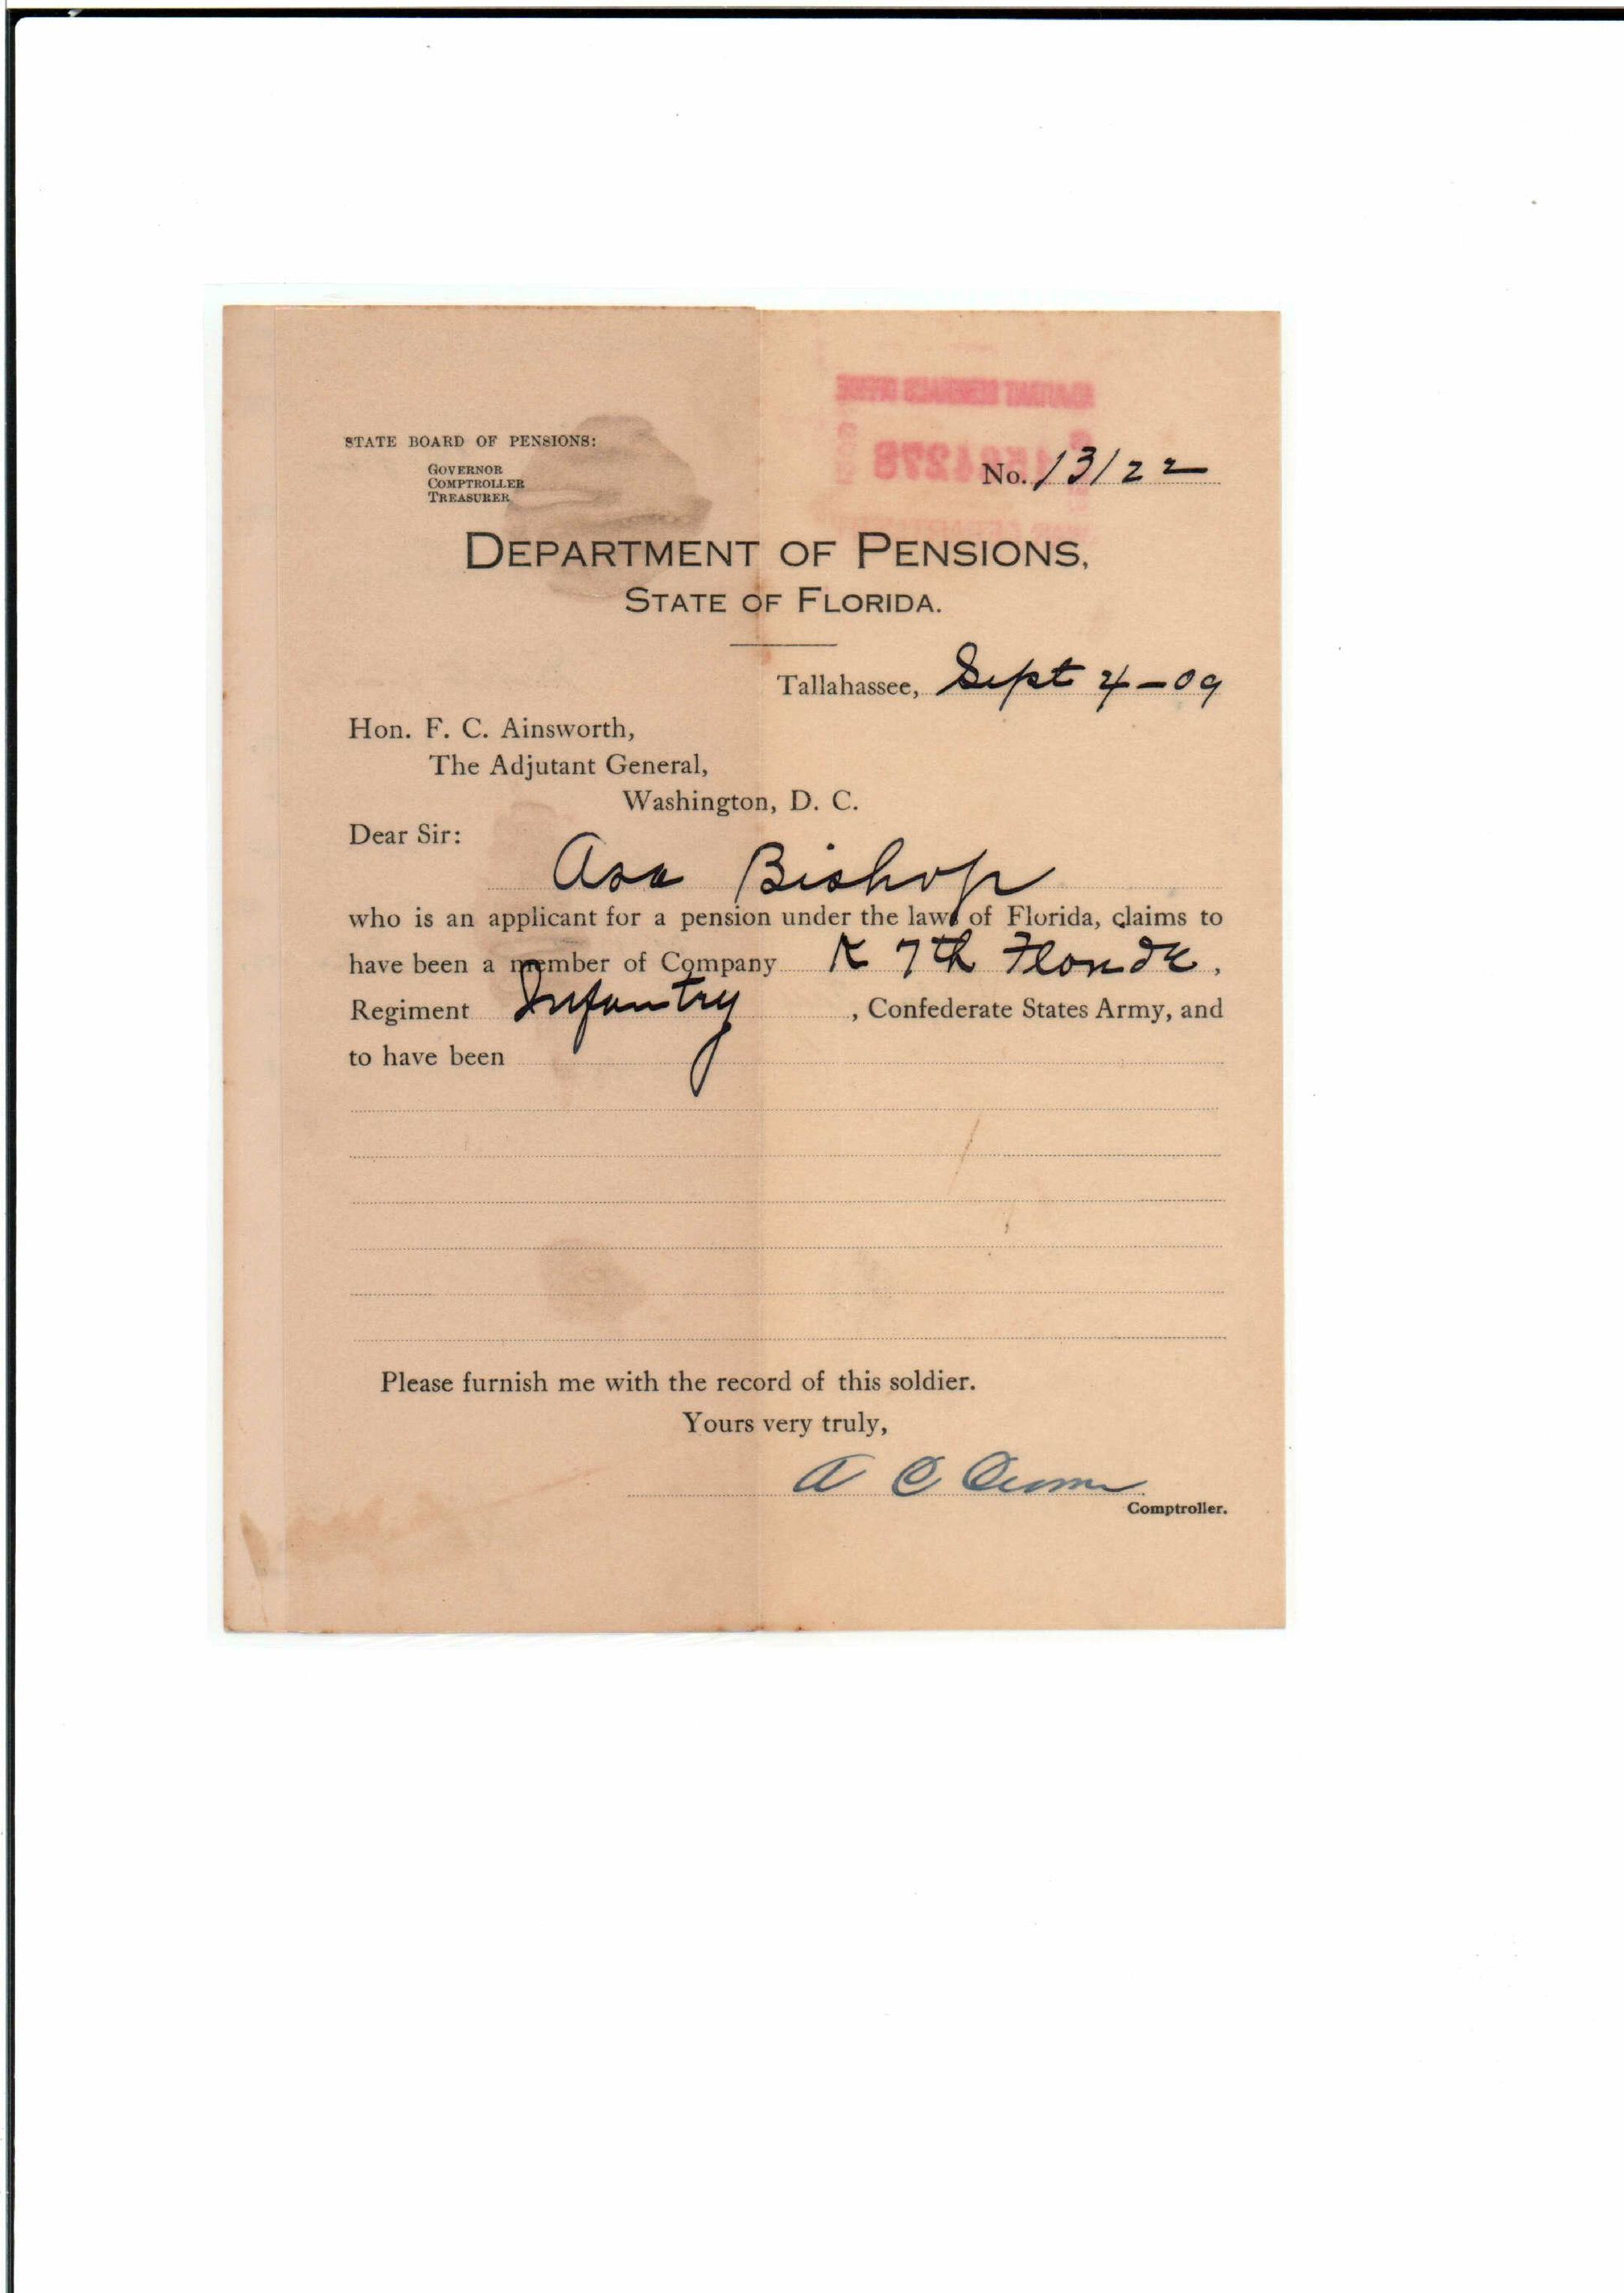 STATE BOARD OF PENSIONS:
GOVERNOR
COMPTROLLER
TREASURER
No. 13122
DEPARTMENT OF PENSIONS,
STATE OF FLORIDA.
Tallahassee, Sept 4-09
Hon. F. C. Ainsworth,
The Adjutant General,
Washington, D. C.
Dear Sir:
Asa Bishop
who is an applicant for a pension under the laws of Florida, claims to
have been a member of Company K 7th Florida,
Regiment Infantry, Confederate States Army, and
to have been
Please furnish me with the record of this soldier.
Yours very truly,
A C Croom
Comptroller.